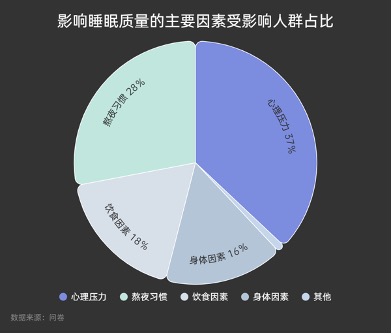 影响睡眠质量的主要因素受影响人群占比
心理压力 37%
熬夜习惯 28%
饮食因素 18%
身体因素 16%
心理压力 熬夜习惯 饮食因素 身体因素 其他
数据来源：问卷